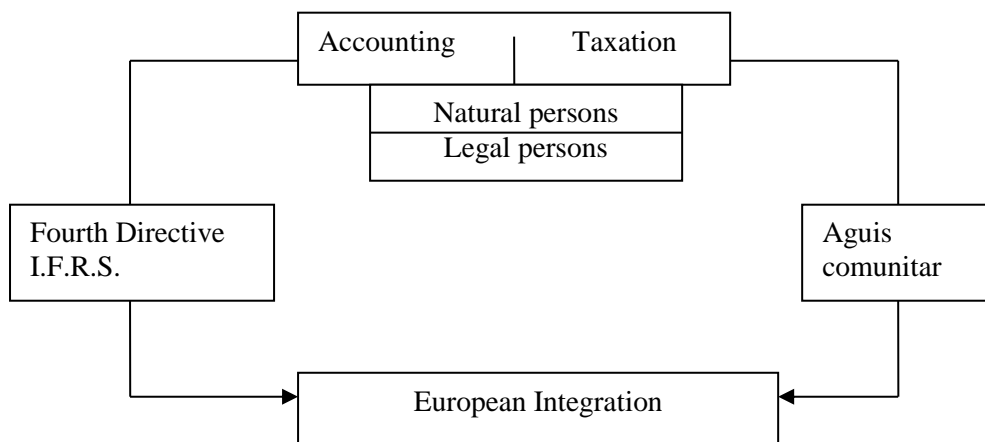 Accounting Taxation
Natural persons
Legal persons
Fourth Directive
I.F.R.S.
Aguis
comunitar
European Integration